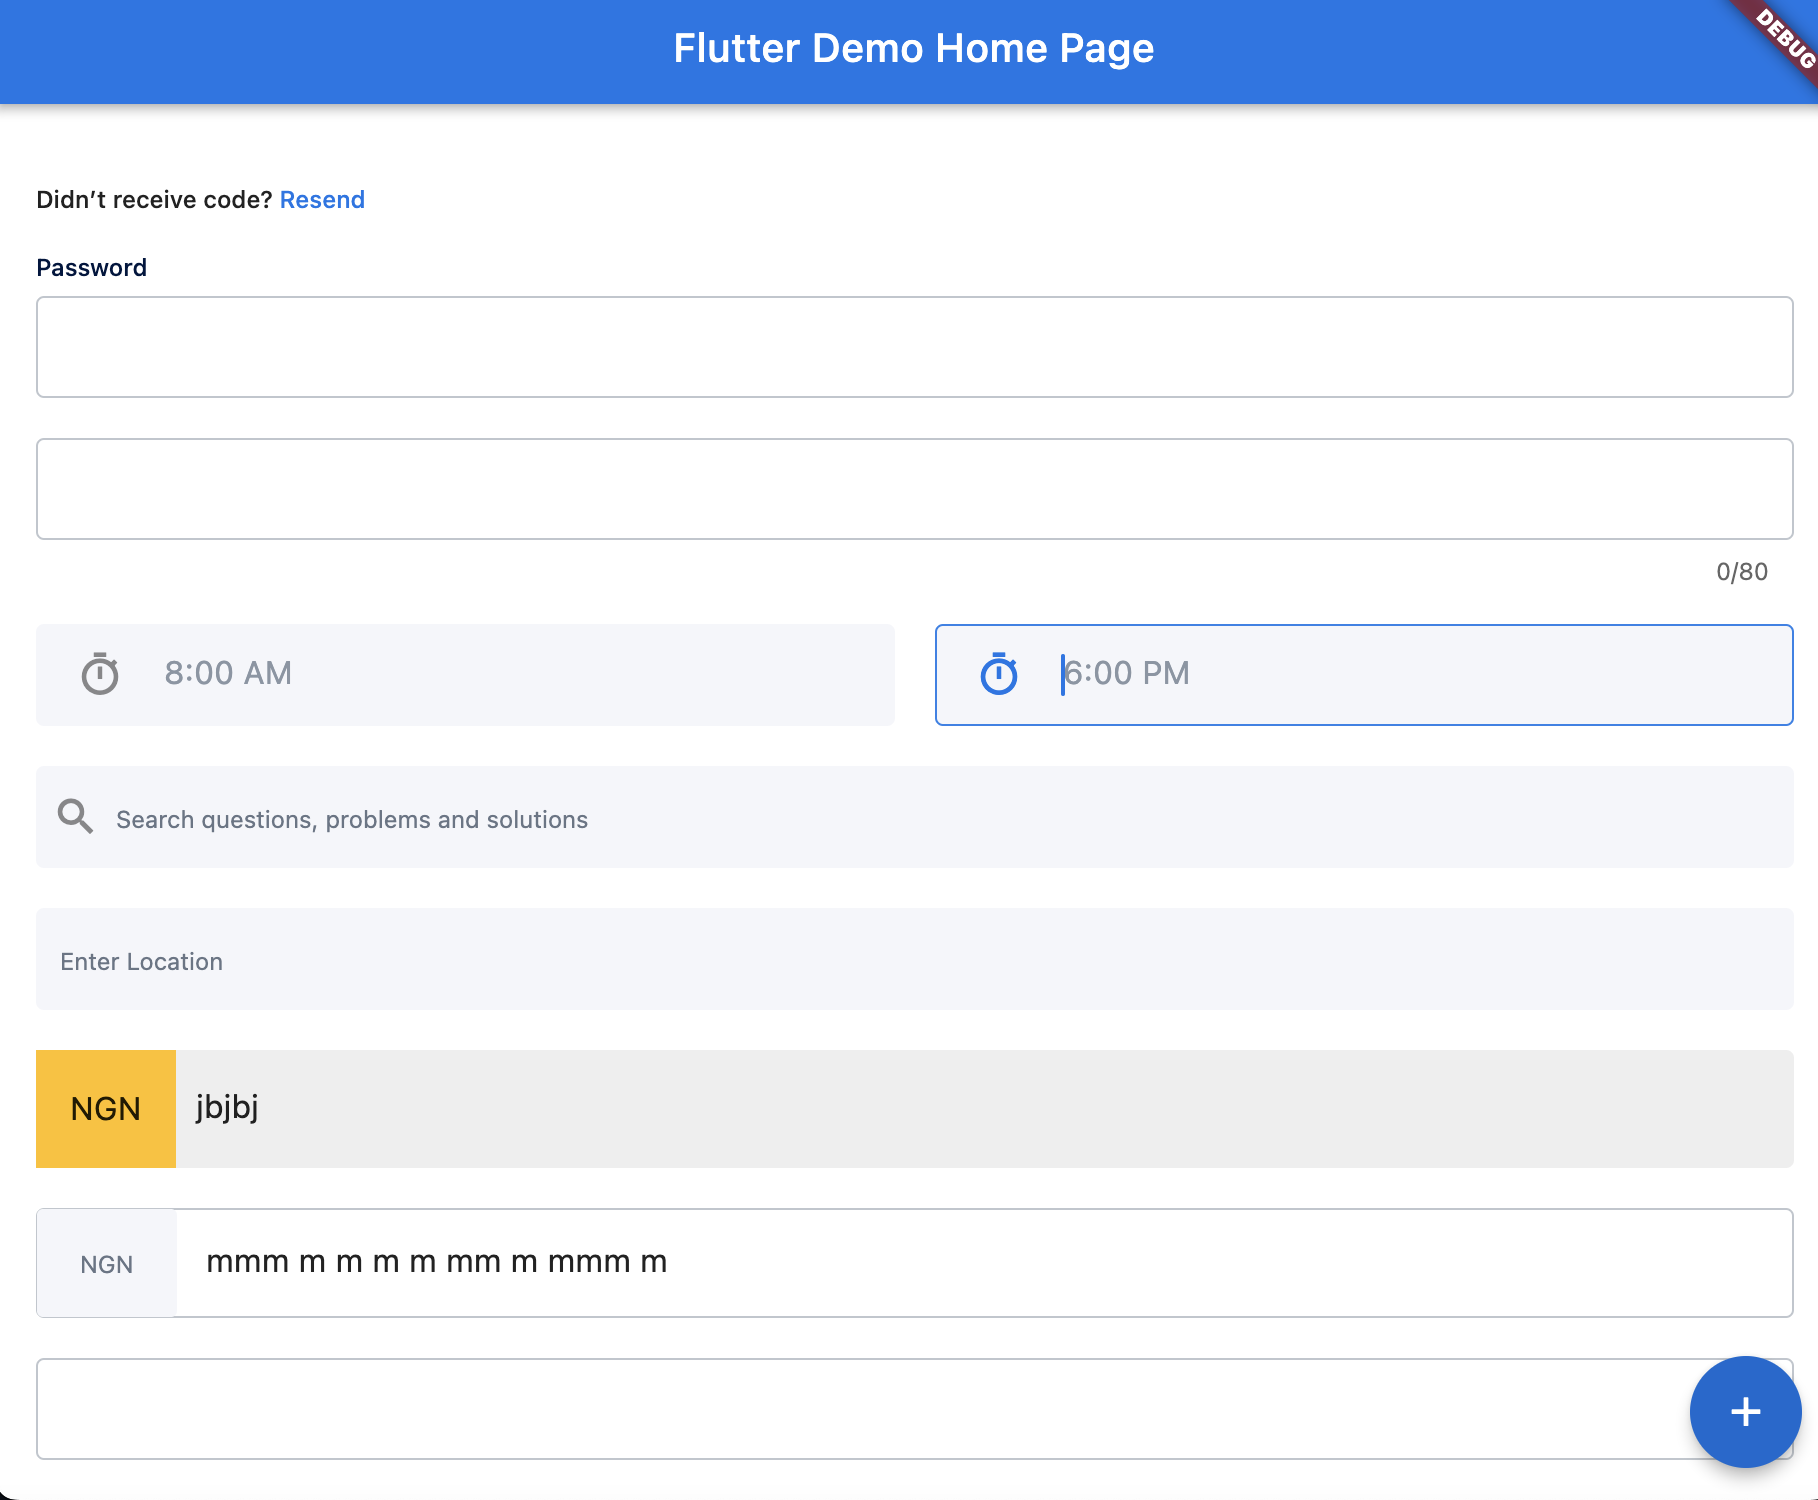 Flutter Demo Home Page
DEBUG
Didn’t receive code? Resend
Password
0/80
8:00 AM
6:00 PM
Search questions, problems and solutions
Enter Location
NGN jbjbj
NGN mmm m m m m mm m mmm m
+